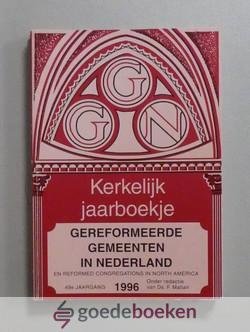 G
G G
N
Kerkelijk
jaarboekje
GEREFORMEERDE
GEMEENTEN
IN NEDERLAND
EN REFORMED CONGREGATIONS IN NORTH AMERICA
49e JAARGANG 1996 Onder redactie
van Ds. F. Mallan
goedeboeken